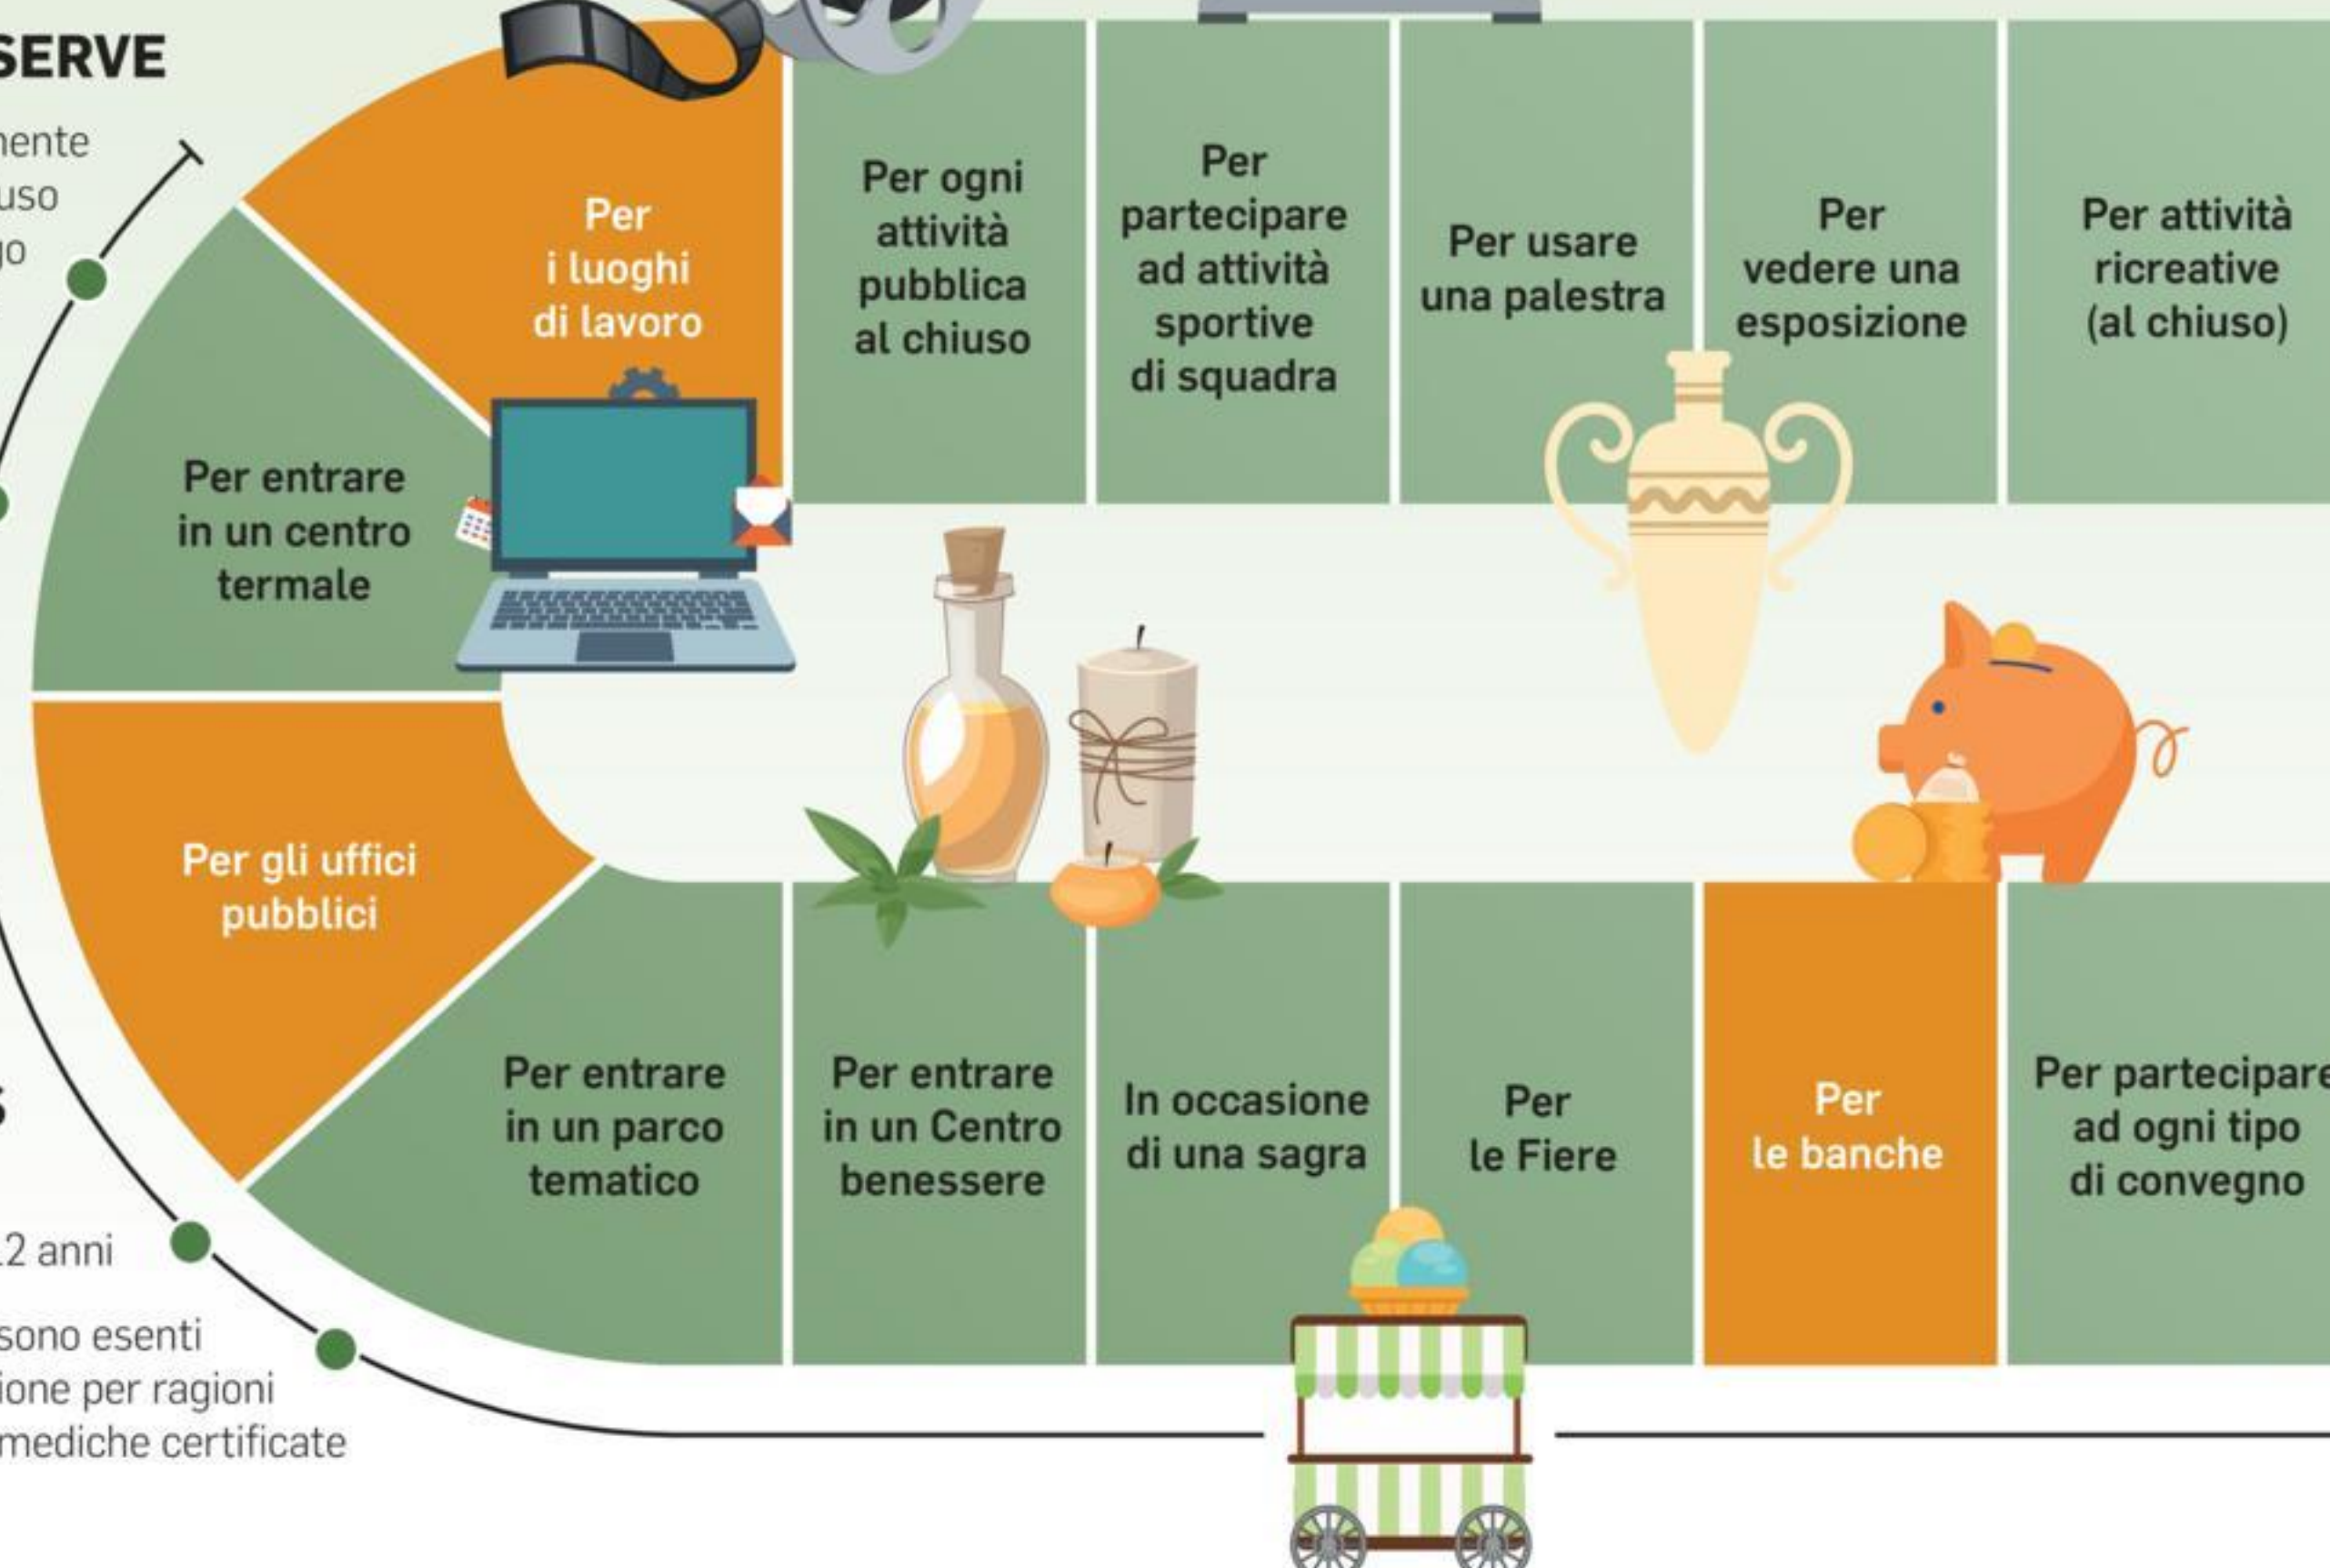 SERVE
Per
i luoghi
di lavoro
Per ogni
attività
pubblica
al chiuso
Per
partecipare
ad attività
sportive
di squadra
Per usare
una palestra
Per
vedere una
esposizione
Per attività
ricreative
(al chiuso)
Per entrare
in un centro
termale
Per gli uffici
pubblici
Per entrare
in un parco
tematico
Per entrare
in un Centro
benessere
In occasione
di una sagra
Per
le Fiere
Per
le banche
Per partecipare
ad ogni tipo
di convegno
2 anni
sono esenti
ione per ragioni
mediche certificate